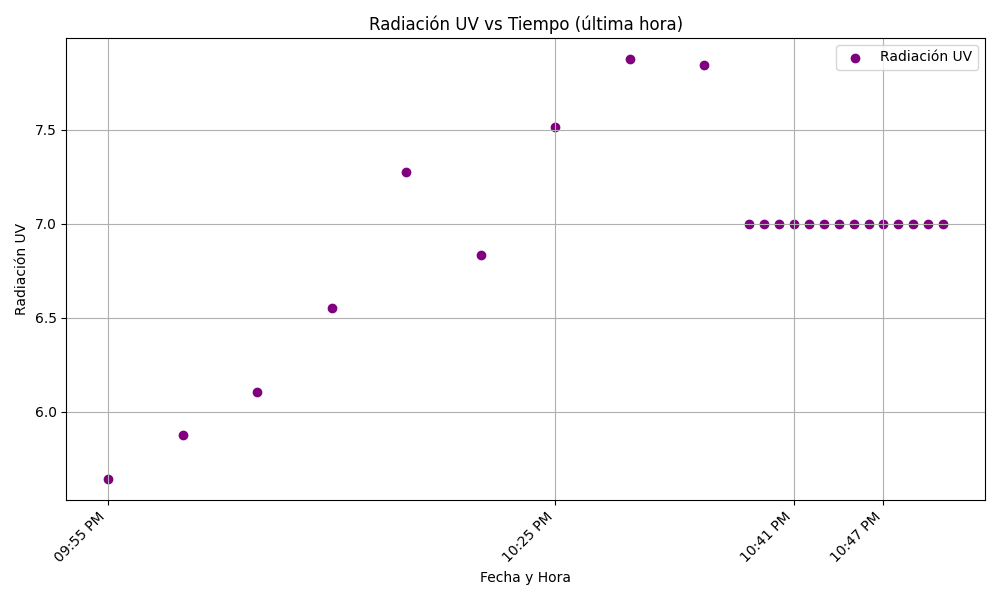 Radiación UV vs Tiempo (última hora)
Radiación UV
7.5
7.0
6.5
6.0
Radiación UV
09:55 PM
10:25 PM
10:41 PM
10:47 PM
Fecha y Hora